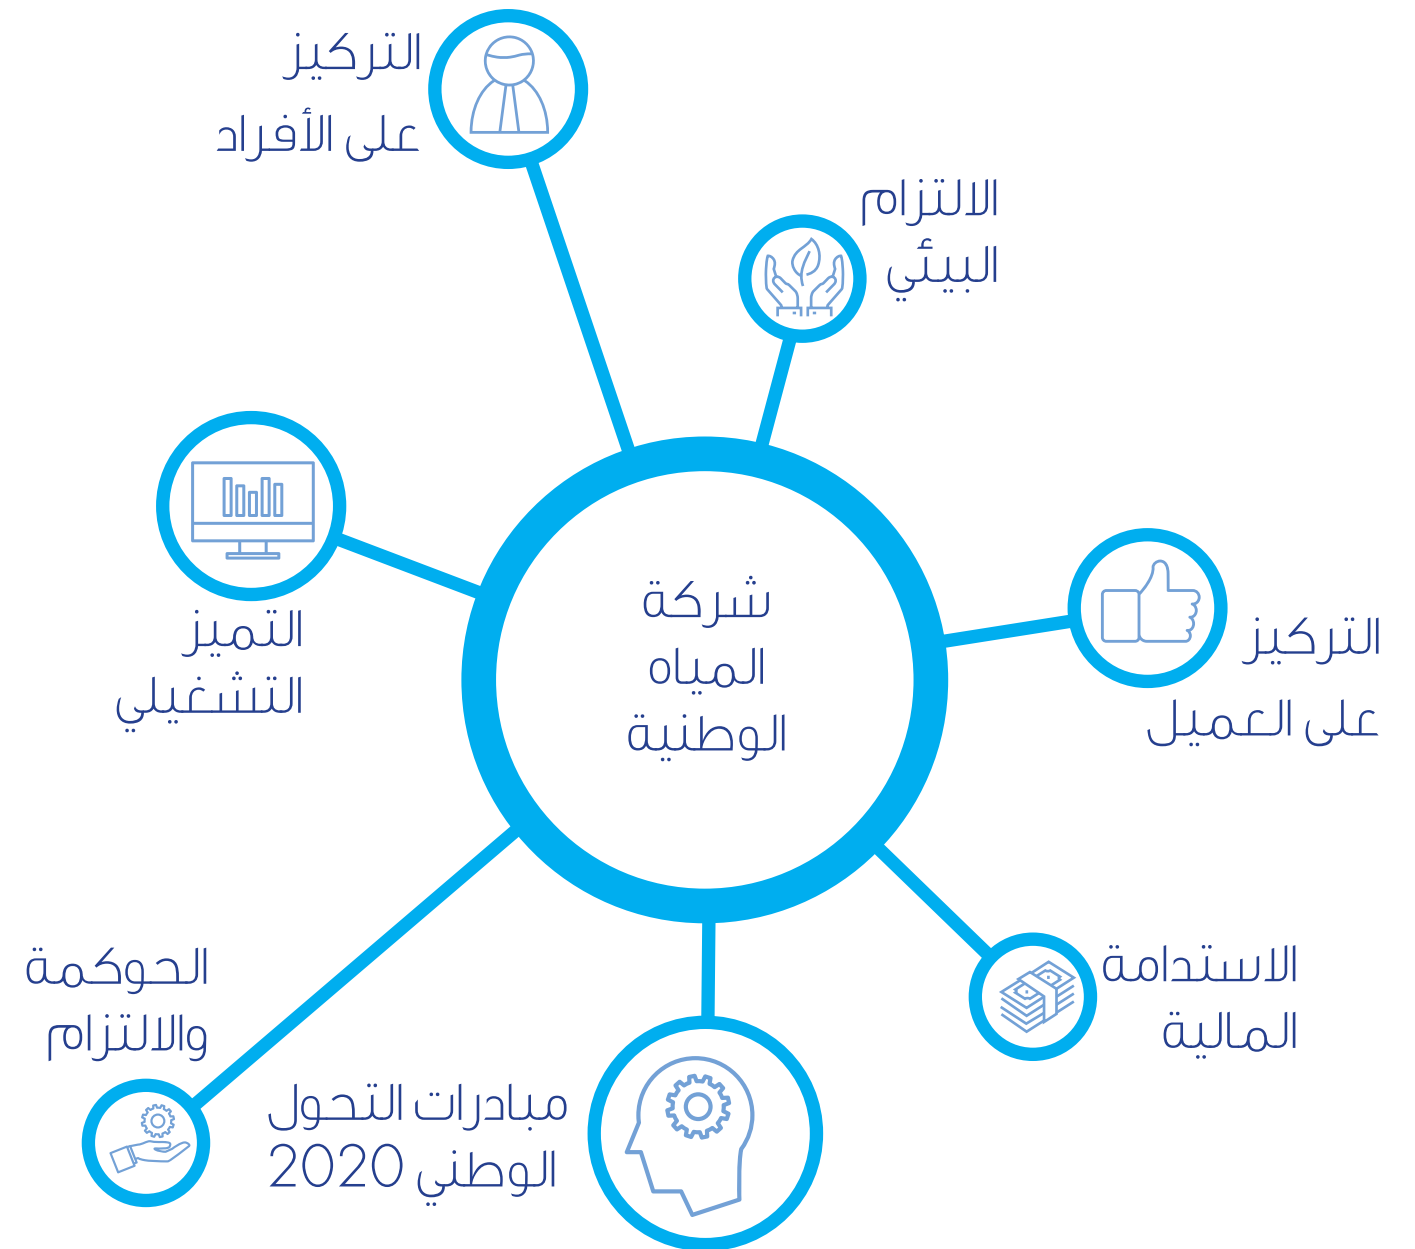 التركيز
على الأفراد
الالتزام
البيئي
التميز
التشغيلي
شركة
المياه
الوطنية
التركيز
على العميل
الحوكمة
والالتزام
الاستدامة
المالية
مبادرات التحول
الوطني 2020